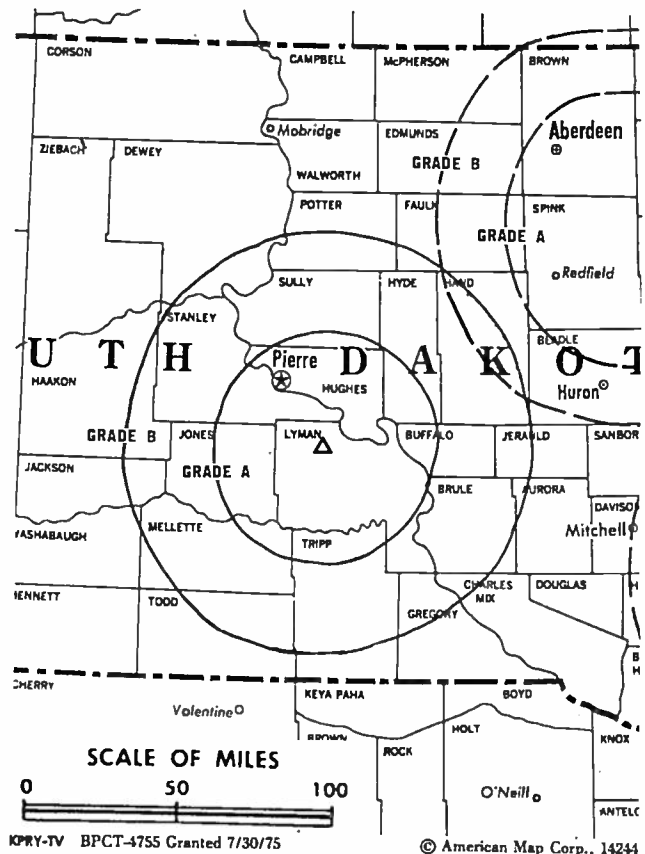 CORSON
CAMPBELL
McPHERSON
BROWN
Mobridge
EDMUNDS
Aberdeen
ZIEBACH
DEWEY
GRADE B
WALWORTH
POTTER
FAULK
SPINK
GRADE A
SULLY
HYDE
HAND
Redfield
STANLEY
BEADLE
U T H D A K O T
Pierre
HAAKON
HUGHES
Huron
GRADE B
JONES
LYMAN
BUFFALO
JERAULD
SANBOR
JACKSON
GRADE A
BRULE
AURORA
DAVISO
MELLETTE
Mitchell
YASHABAUGH
TRIPP
CHARLES
MIX
DOUGLAS
H
BENNETT
TODD
GREGORY
B
H
CHERRY
KEYA PAHA
BOYD
Valentine
BROWN
ROCK
HOLT
KNOX
SCALE OF MILES
0 50 100
O'Neill
ANTELO
KPRY-TV BPCT-4755 Granted 7/30/75
© American Map Corp., 14244